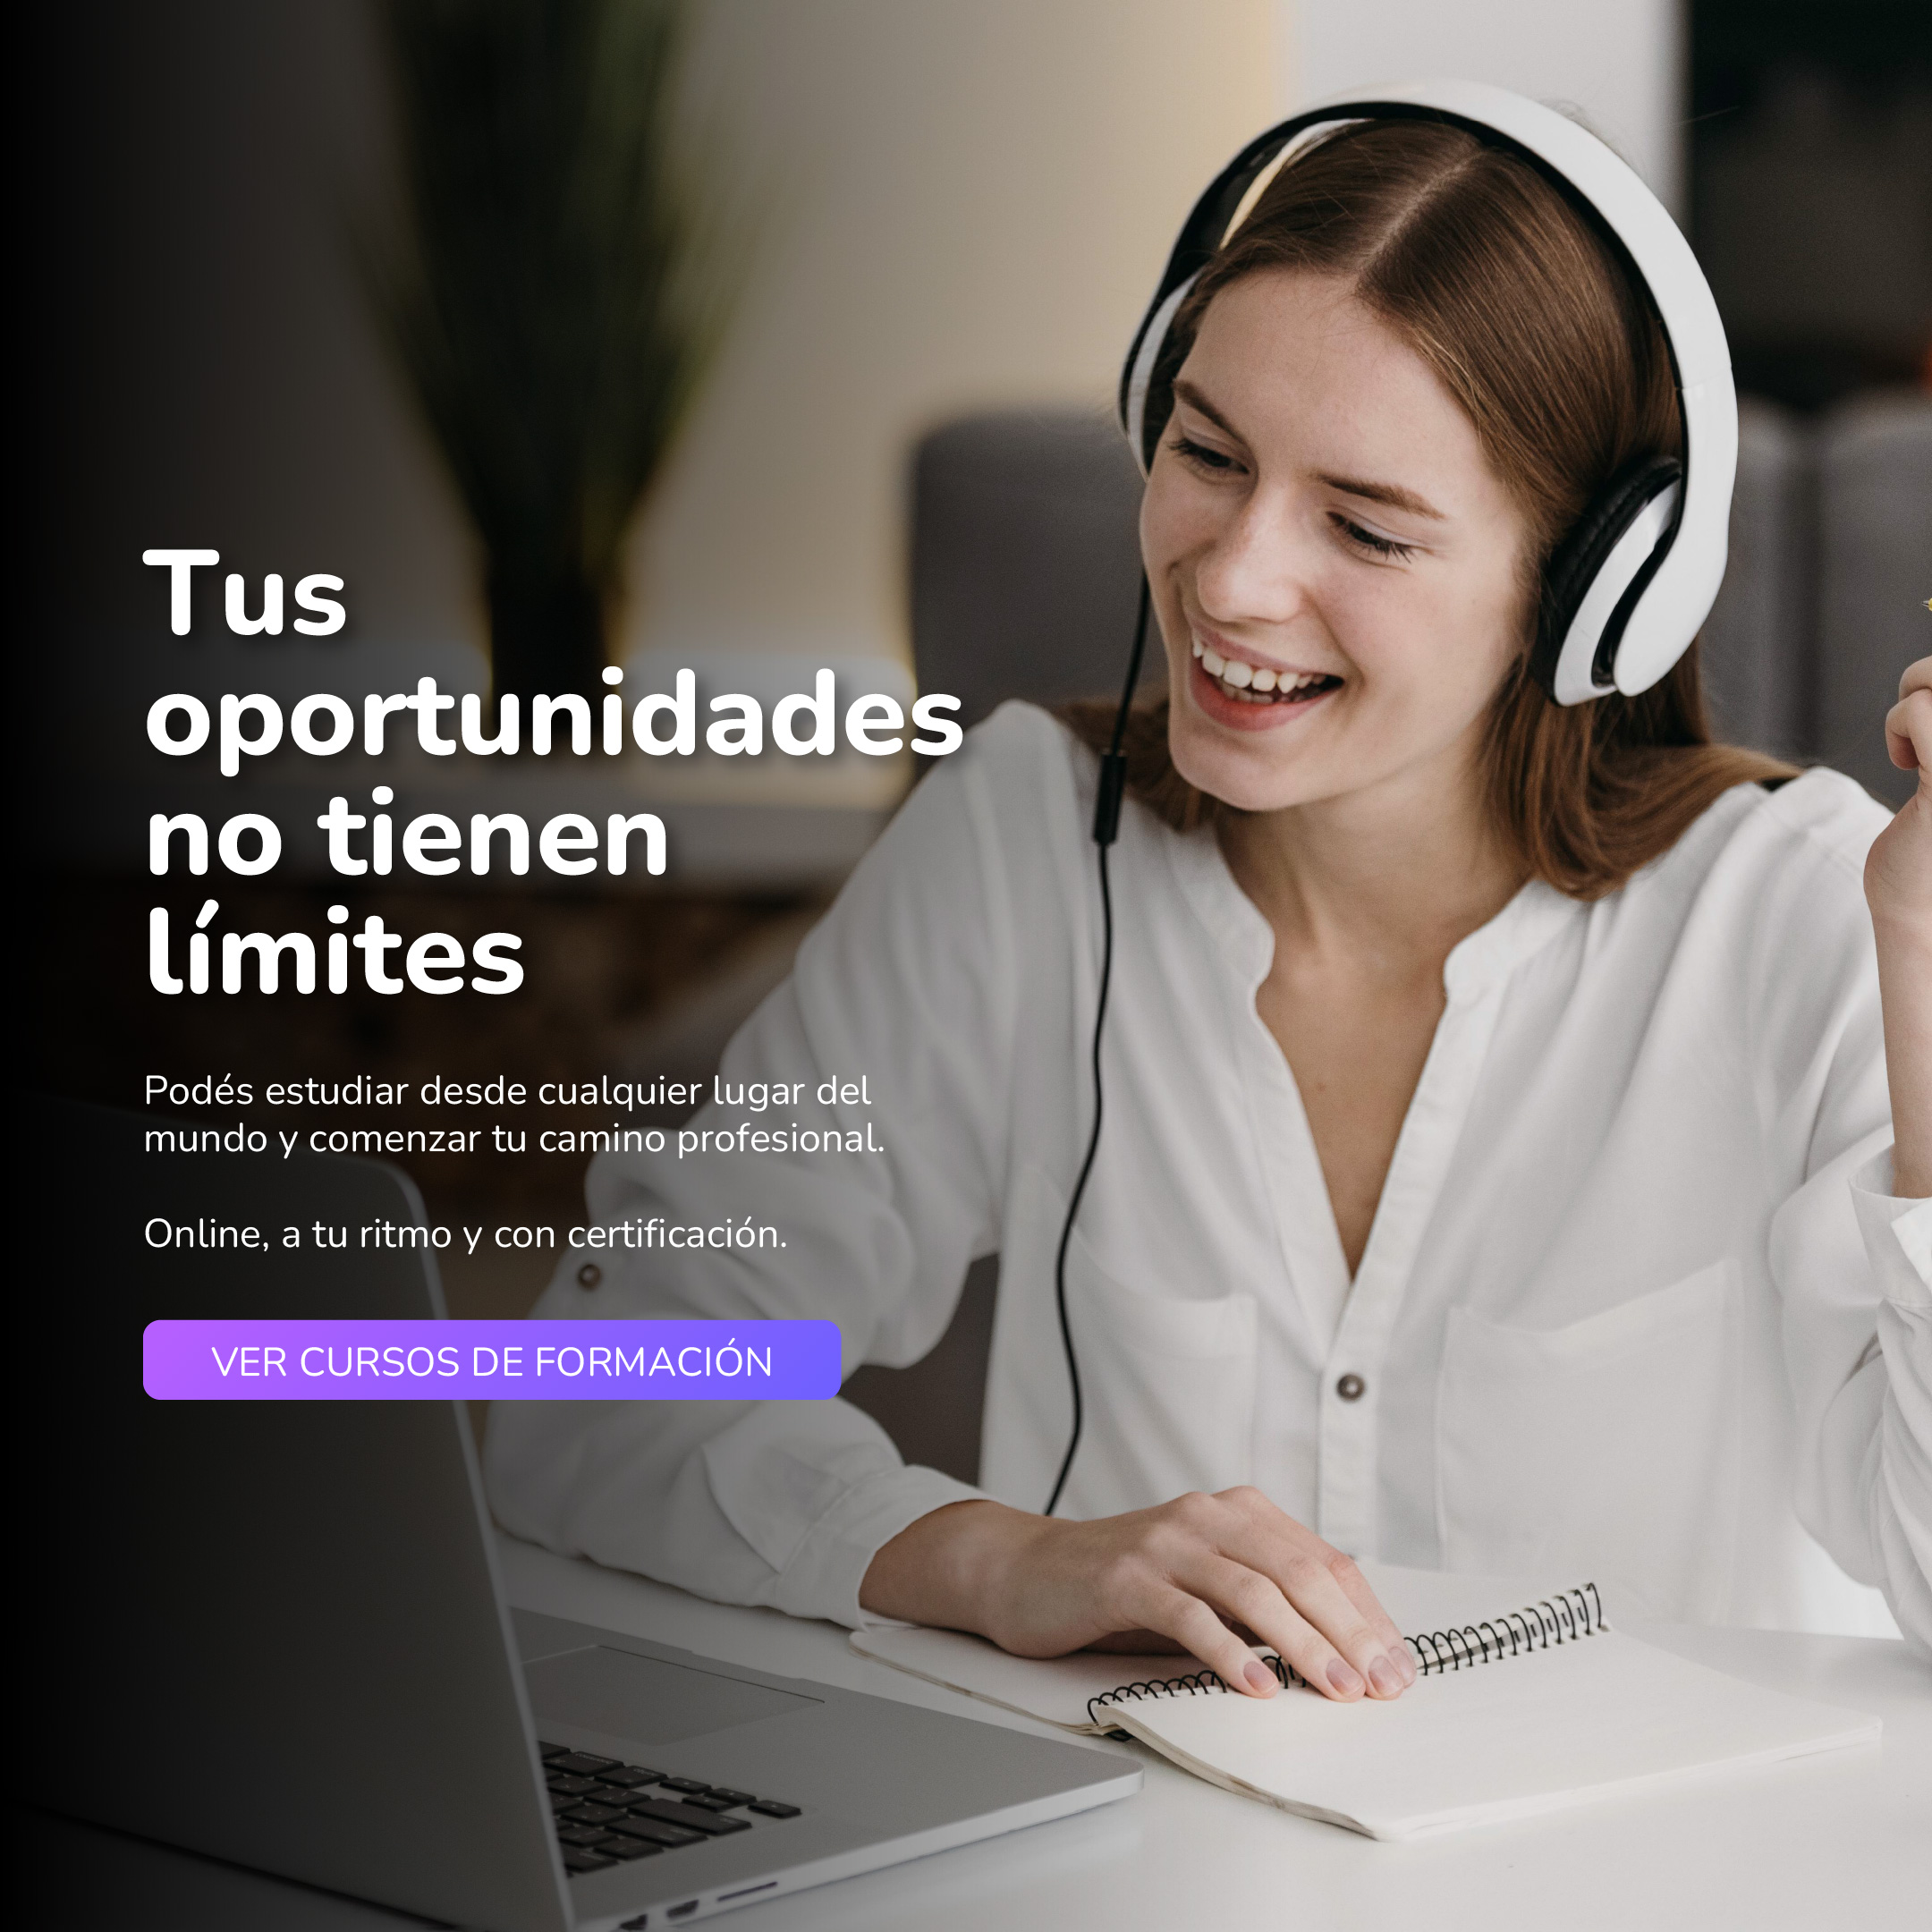 Tus
oportunidades
no tienen
límites
Podés estudiar desde cualquier lugar del
mundo y comenzar tu camino profesional.
Online, a tu ritmo y con certificación.
VER CURSOS DE FORMACIÓN